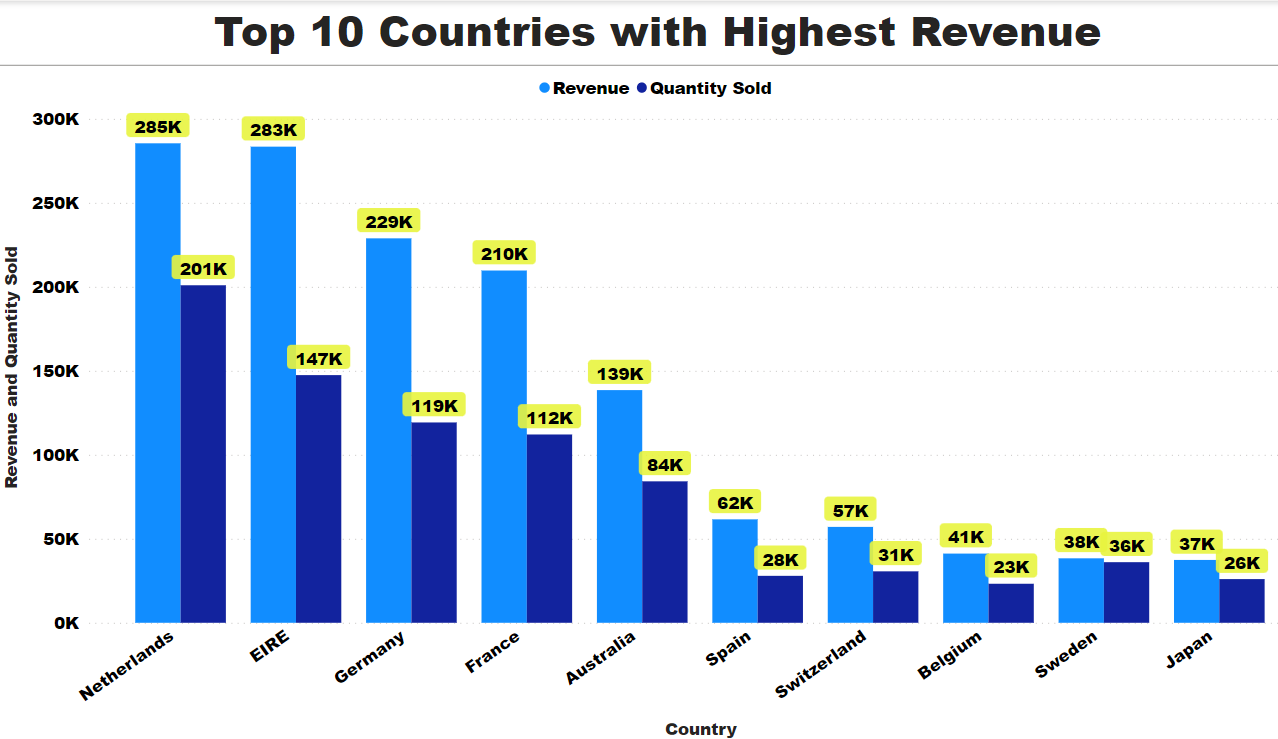 Top 10 Countries with Highest Revenue
Revenue Quantity Sold
Revenue and Quantity Sold
300K
250K
200K
150K
100K
50K
0K
285K
201K
283K
147K
229K
119K
210K
112K
139K
84K
62K
28K
57K
31K
41K
23K
38K
36K
37K
26K
Netherlands
EIRE
Germany
France
Australia
Spain
Switzerland
Belgium
Sweden
Japan
Country